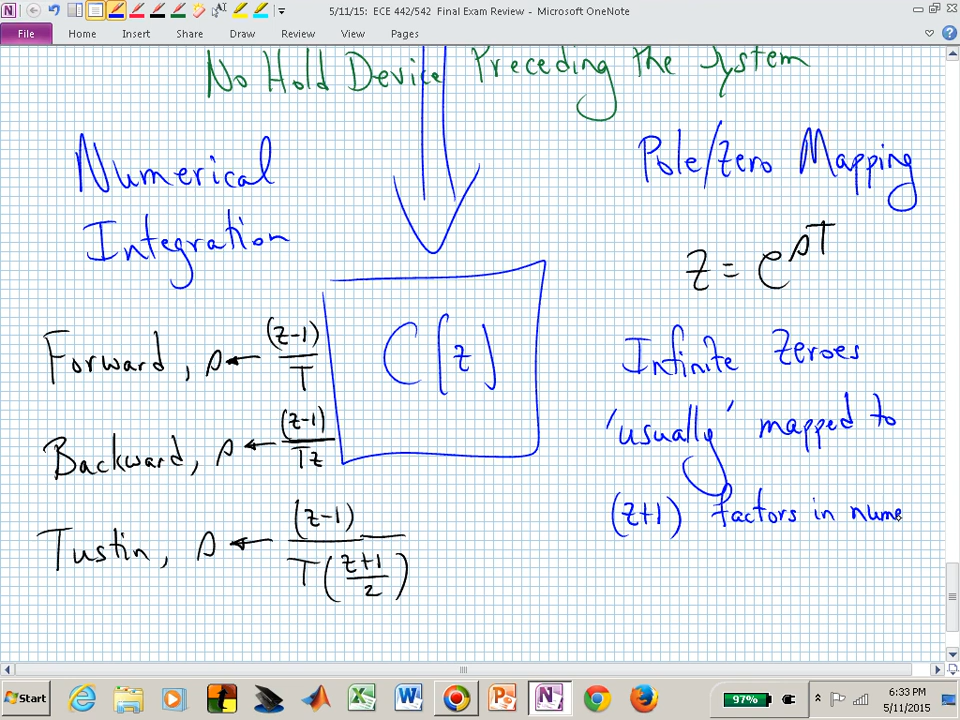 5/11/15: ECE 442/542 Final Exam Review - Microsoft OneNote
File Home Insert Share Draw Review View Pages
No Hold Device Preceding the System
Numerical
Integration
Forward, s ← (z-1)/T
Backward, s ← (z-1)/Tz
Tustin, s ← (z-1)/T((z+1)/2)
C(z)
Pole/Zero Mapping
z = e^sT
Infinite zeroes
'usually' mapped to
(z+1) factors in nume
Start
97%
6:33 PM
5/11/2015